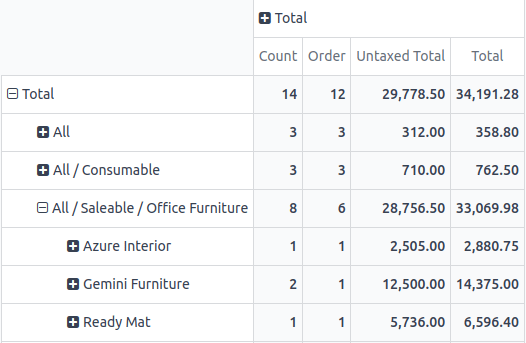 Total
Count Order Untaxed Total Total
Total 14 12 29,778.50 34,191.28
All 3 3 312.00 358.80
All / Consumable 3 3 710.00 762.50
All / Saleable / Office Furniture 8 6 28,756.50 33,069.98
Azure Interior 1 1 2,505.00 2,880.75
Gemini Furniture 2 1 12,500.00 14,375.00
Ready Mat 1 1 5,736.00 6,596.40